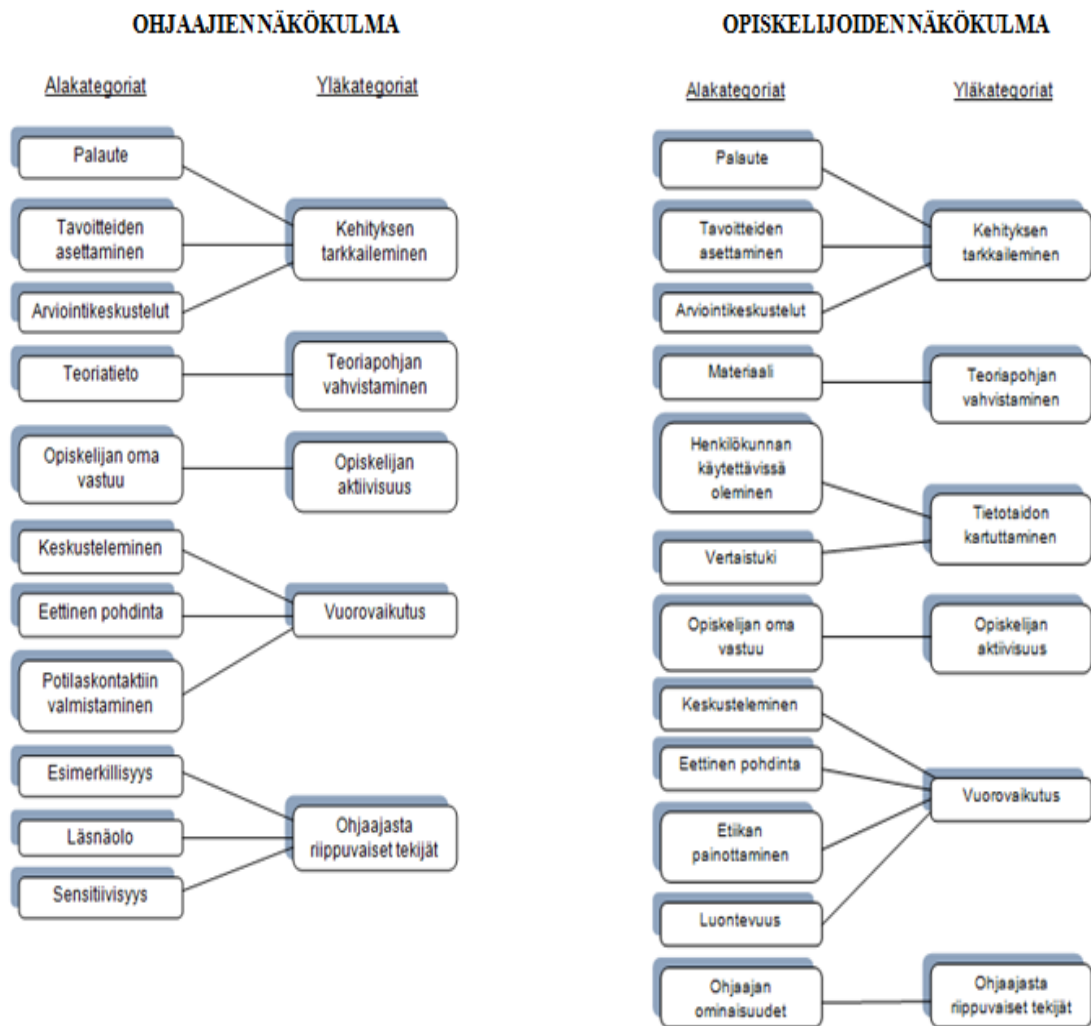 OHJAAJIEN NÄKÖKULMA
Alakategoriat
Yläkategoriat
Palaute
Tavoitteiden
asettaminen
Arviointikeskustelut
Kehityksen
tarkkaileminen
Teoriatieto
Teoriapohjan
vahvistaminen
Opiskelijan oma
vastuu
Opiskelijan
aktiivisuus
Keskusteleminen
Eettinen pohdinta
Potilaskontaktiin
valmistaminen
Vuorovaikutus
Esimerkillisyys
Läsnäolo
Sensitiivisyys
Ohjaajasta
riippuvaiset tekijät
OPISKELIJOIDEN NÄKÖKULMA
Alakategoriat
Yläkategoriat
Palaute
Tavoitteiden
asettaminen
Arviointikeskustelut
Kehityksen
tarkkaileminen
Materiaali
Teoriapohjan
vahvistaminen
Henkilökunnan
käytettävissä
oleminen
Vertaistuki
Tietotaidon
kartuttaminen
Opiskelijan oma
vastuu
Opiskelijan
aktiivisuus
Keskusteleminen
Eettinen pohdinta
Etiikan
painottaminen
Luontevuus
Vuorovaikutus
Ohjaajan
ominaisuudet
Ohjaajasta
riippuvaiset tekijät